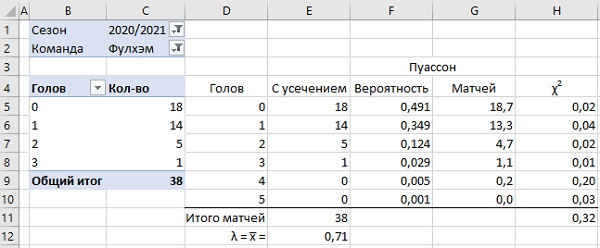 A B C D E F G H
1 Сезон 2020/2021
2 Команда Фулхэм
3 Пуассон
4 Голов Кол-во Голов С усечением Вероятность Матчей χ²
5 0 18 0 18 0,491 18,7 0,02
6 1 14 1 14 0,349 13,3 0,04
7 2 5 2 5 0,124 4,7 0,02
8 3 1 3 1 0,029 1,1 0,01
9 Общий итог 38 4 0 0,005 0,2 0,20
10 5 0 0,001 0,0 0,03
11 Итого матчей 38 0,32
12 λ = x̅ = 0,71